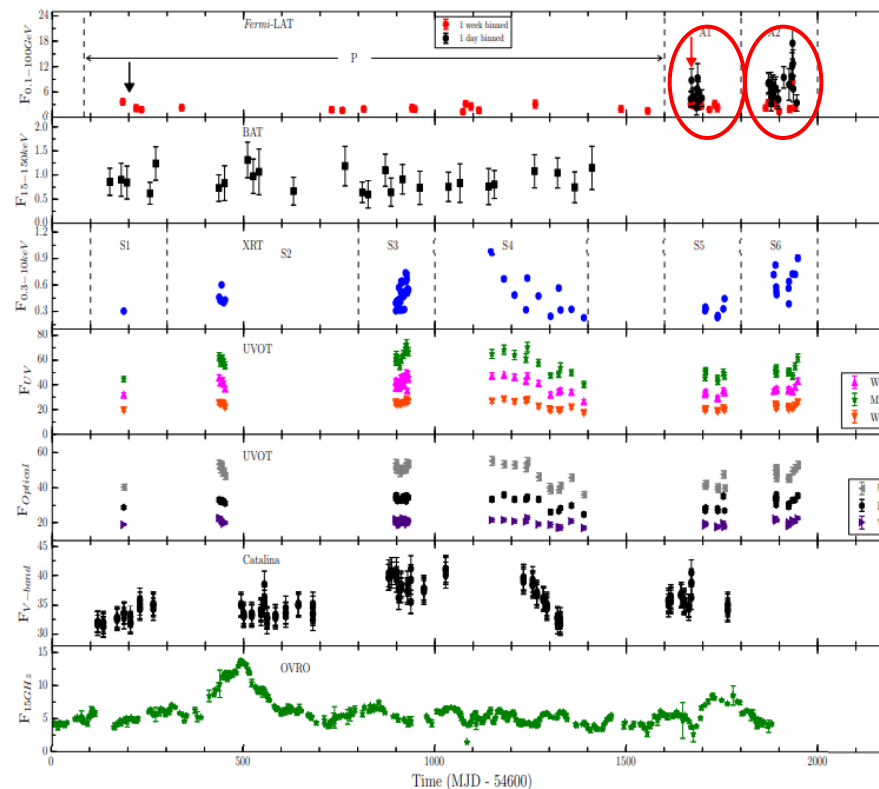 Fermi-LAT
1 week binned
1 day binned
P
A1
A2
F0.1−100GeV
24
18
12
6
0
BAT
F15−150keV
2.0
1.5
1.0
0.5
0.0
S1
XRT
S2
S3
S4
S5
S6
F0.3−10keV
1.2
0.9
0.6
0.3
UVOT
FUV
80
60
40
20
0
W
M
W
UVOT
FOptical
60
40
20
Catalina
FV−band
45
40
35
30
OVRO
F15GHz
15
10
5
0
0
500
1000
1500
2000
Time (MJD - 54600)